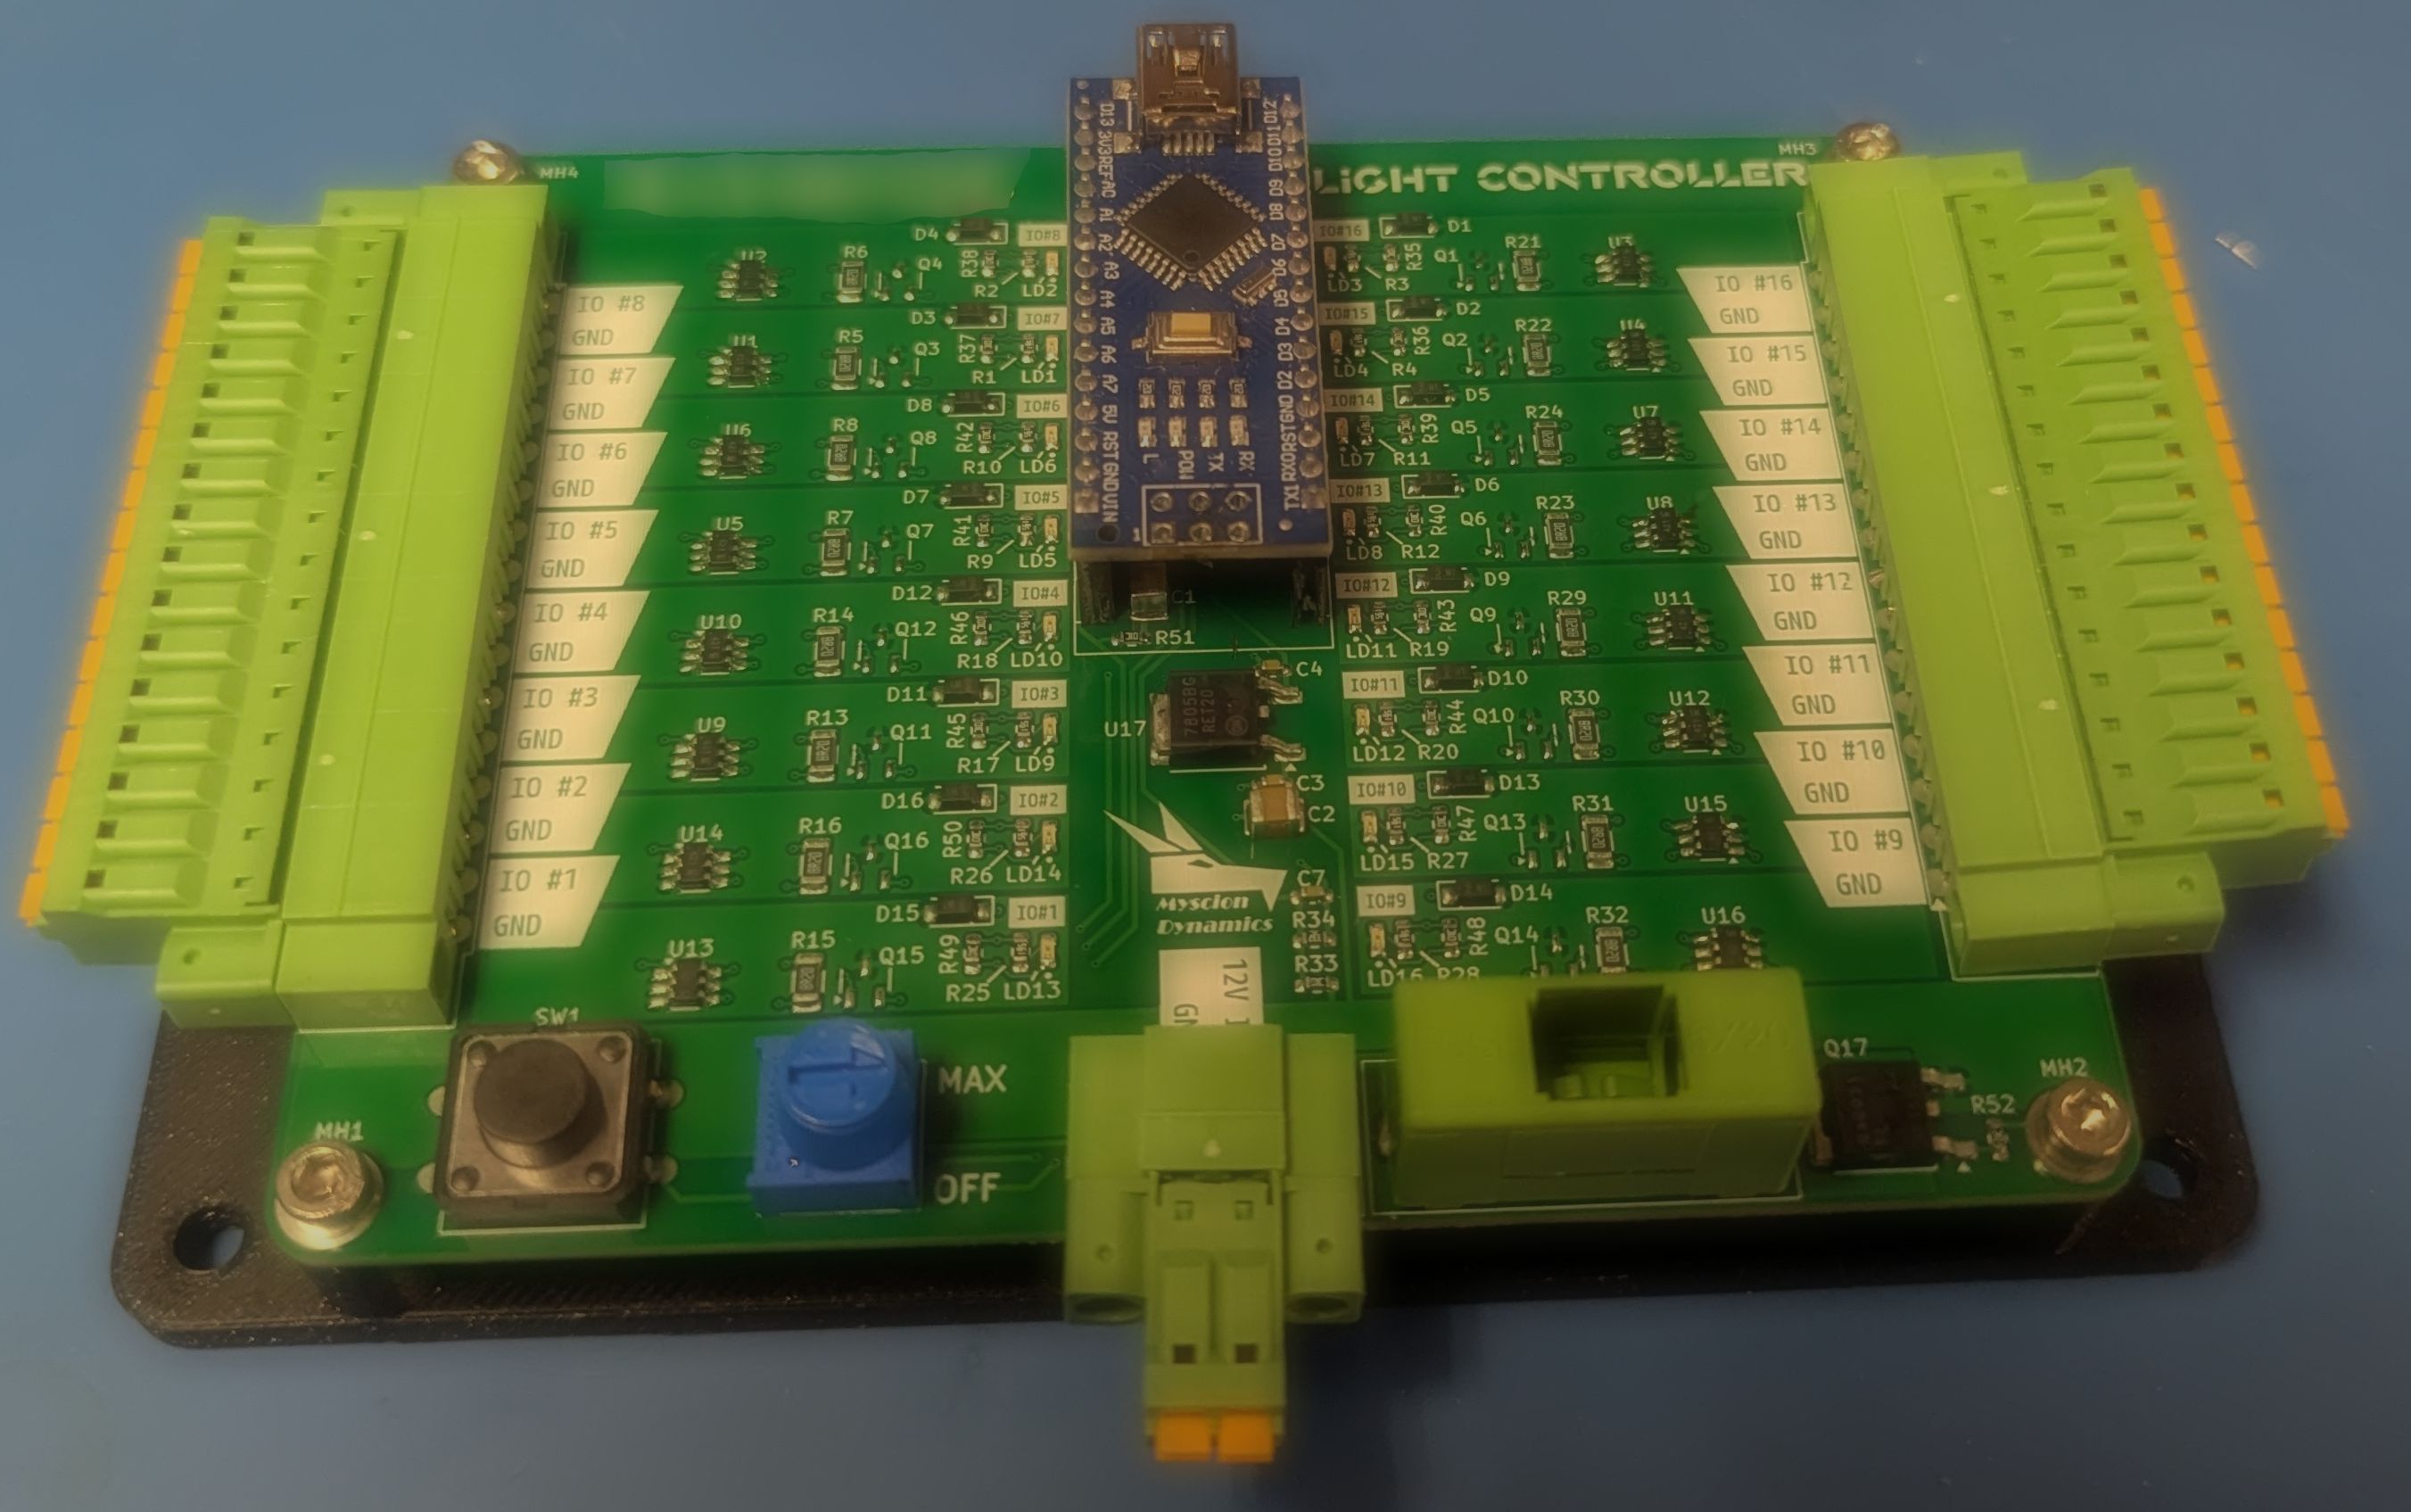 MH4
LiGHT CONTROLLER
MH3
D13 3V3 REF A0 A1 A2 A3 A4 A5 A6 A7 5V RST GND VIN
D12 D11 D10 D9 D8 D7 D6 D5 D4 D3 D2 GND RST RX0 TX1
L POW TX RX
1
D4 IO#8
U2 R6 Q4 R38
R2 LD2
IO #8
GND
D3 IO#7
U1 R5 Q3 R37
R1 LD1
IO #7
GND
D8 IO#6
U6 R8 Q8 R42
R10 LD6
IO #6
GND
D7 IO#5
U5 R7 Q7 R41
R9 LD5
IO #5
GND
D12 IO#4
U10 R14 Q12 R46
R18 LD10
IO #4
GND
D11 IO#3
U9 R13 Q11 R45
R17 LD9
IO #3
GND
D16 IO#2
U14 R16 Q16 R50
R26 LD14
IO #2
GND
D15 IO#1
U13 R15 Q15 R49
R25 LD13
IO #1
GND
IO#16 D1
R35 Q1 R21 U3
LD3 R3
IO #16
GND
IO#15 D2
R36 Q2 R22 U4
LD4 R4
IO #15
GND
IO#14 D5
R39 Q5 R24 U7
LD7 R11
IO #14
GND
IO#13 D6
R40 Q6 R23 U8
LD8 R12
IO #13
GND
IO#12 D9
R43 Q9 R29 U11
LD11 R19
IO #12
GND
IO#11 D10
R44 Q10 R30 U12
LD12 R20
IO #11
GND
IO#10 D13
R47 Q13 R31 U15
LD15 R27
IO #10
GND
IO#9 D14
R48 Q14 R32 U16
LD16 R28
IO #9
GND
C1
R51
C4
U17
7805BG
C3
C2
C7
R34
R33
Myscion
Dynamics
12V
SW1
MAX
OFF
MH1
Q17
R52
MH2